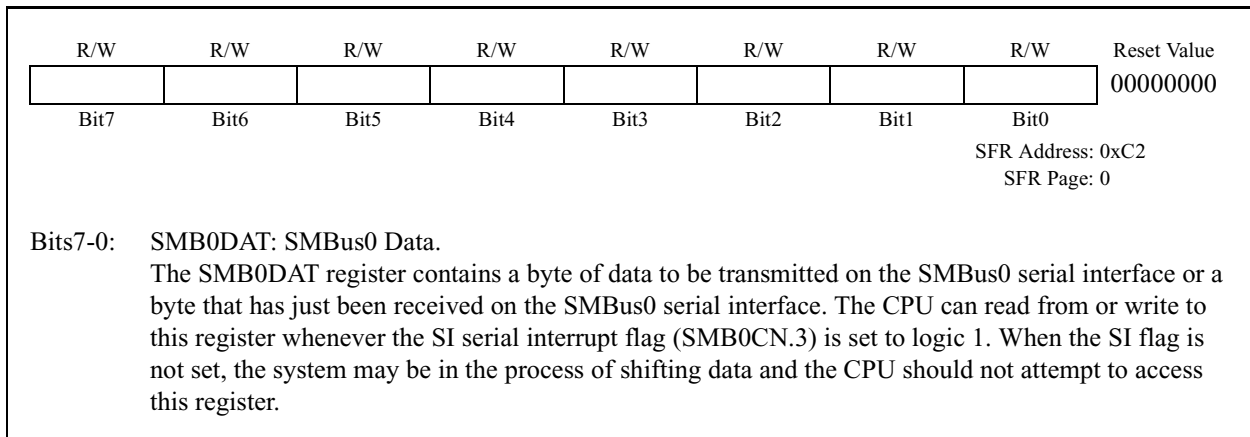 R/W R/W R/W R/W R/W R/W R/W R/W Reset Value
00000000
Bit7 Bit6 Bit5 Bit4 Bit3 Bit2 Bit1 Bit0
SFR Address: 0xC2
SFR Page: 0
Bits7-0: SMB0DAT: SMBus0 Data.
The SMB0DAT register contains a byte of data to be transmitted on the SMBus0 serial interface or a
byte that has just been received on the SMBus0 serial interface. The CPU can read from or write to
this register whenever the SI serial interrupt flag (SMB0CN.3) is set to logic 1. When the SI flag is
not set, the system may be in the process of shifting data and the CPU should not attempt to access
this register.